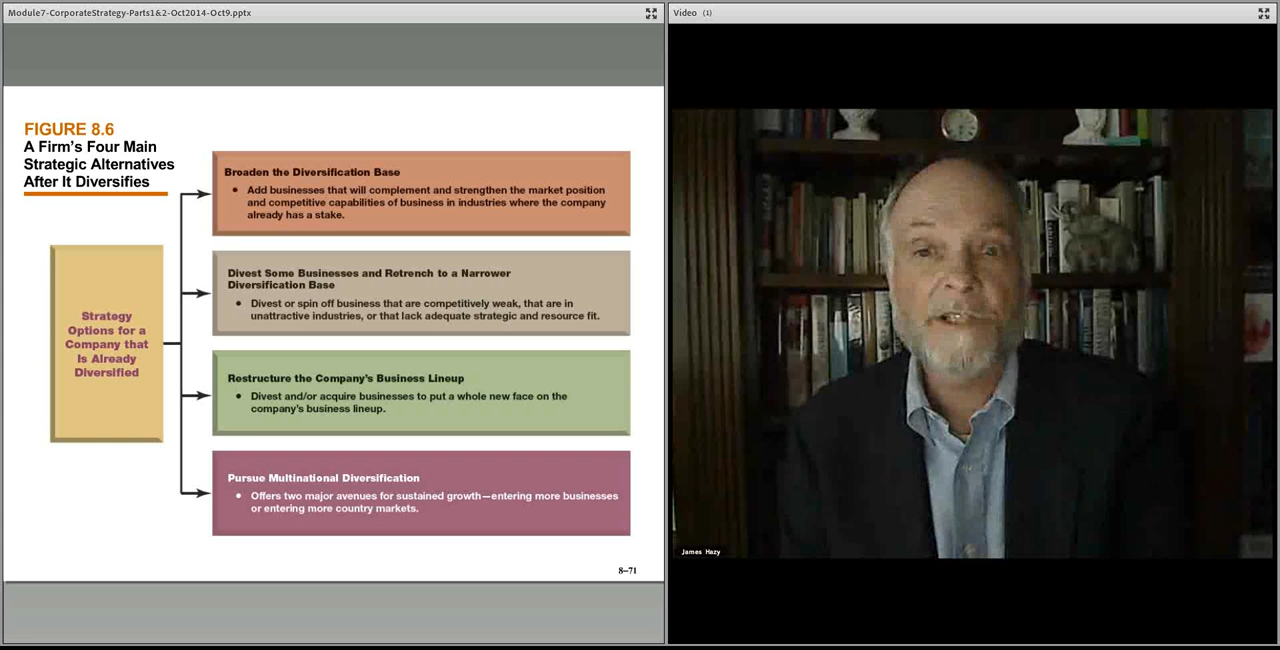 Module7-CorporateStrategy-Parts1&2-Oct2014-Oct9.pptx
Video (1)
FIGURE 8.6
A Firm's Four Main
Strategic Alternatives
After It Diversifies
Strategy
Options for a
Company that
Is Already
Diversified
Broaden the Diversification Base
• Add businesses that will complement and strengthen the market position
and competitive capabilities of business in industries where the company
already has a stake.
Divest Some Businesses and Retrench to a Narrower
Diversification Base
• Divest or spin off business that are competitively weak, that are in
unattractive industries, or that lack adequate strategic and resource fit.
Restructure the Company's Business Lineup
• Divest and/or acquire businesses to put a whole new face on the
company's business lineup.
Pursue Multinational Diversification
• Offers two major avenues for sustained growth—entering more businesses
or entering more country markets.
8–71
James Hazy